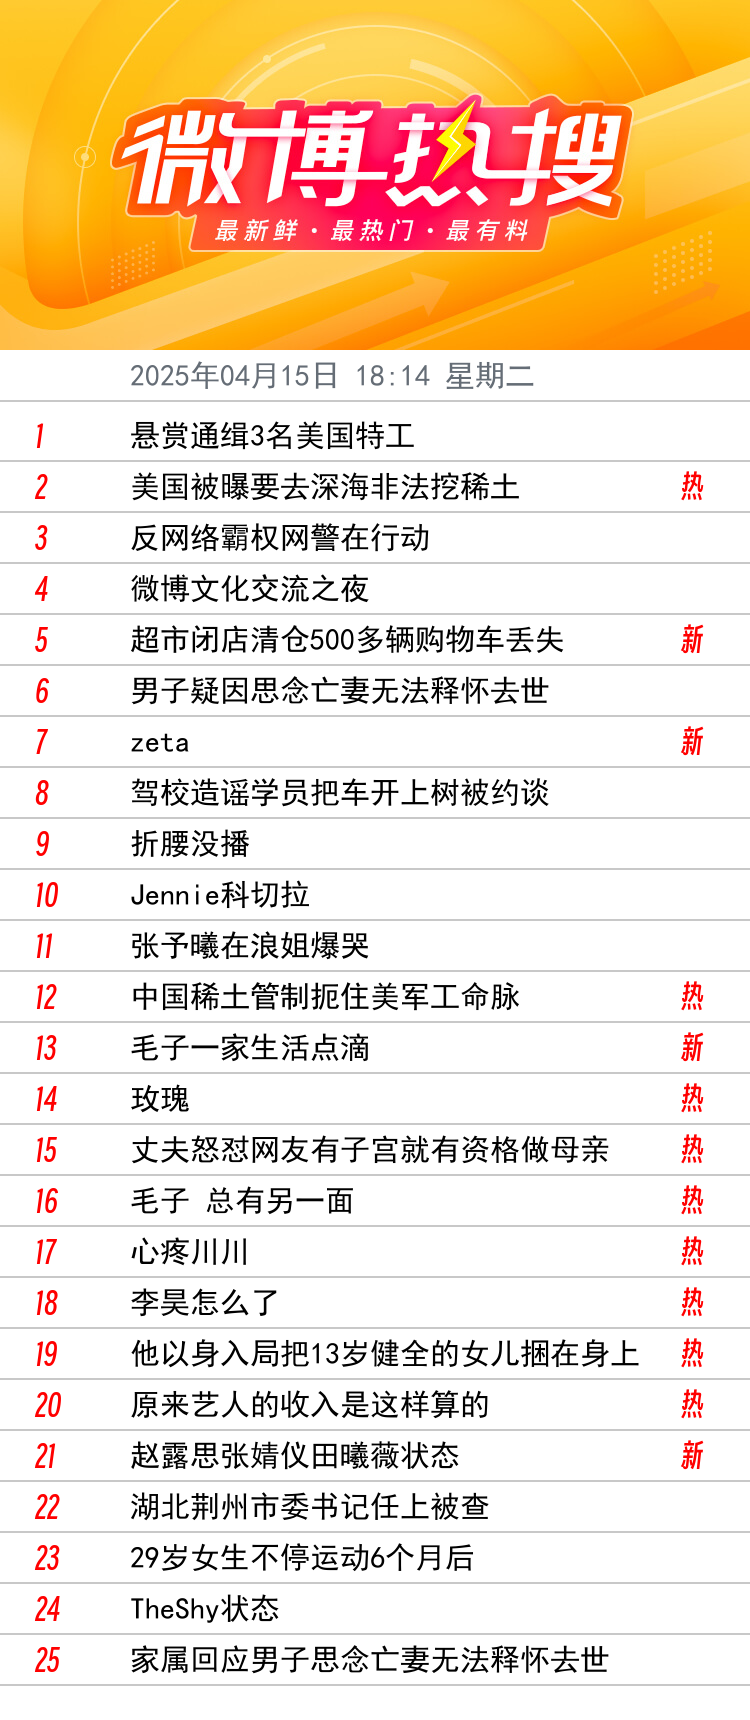 微博热搜
最新鲜·最热门·最有料
2025年04月15日 18:14 星期二
1 悬赏通缉3名美国特工
2 美国被曝要去深海非法挖稀土 热
3 反网络霸权网警在行动
4 微博文化交流之夜
5 超市闭店清仓500多辆购物车丢失 新
6 男子疑因思念亡妻无法释怀去世
7 zeta 新
8 驾校造谣学员把车开上树被约谈
9 折腰没播
10 Jennie科切拉
11 张予曦在浪姐爆哭
12 中国稀土管制扼住美军工命脉 热
13 毛子一家生活点滴 新
14 玫瑰 热
15 丈夫怒怼网友有子宫就有资格做母亲 热
16 毛子 总有另一面 热
17 心疼川川 热
18 李昊怎么了 热
19 他以身入局把13岁健全的女儿捆在身上 热
20 原来艺人的收入是这样算的 热
21 赵露思张婧仪田曦薇状态 新
22 湖北荆州市委书记任上被查
23 29岁女生不停运动6个月后
24 TheShy状态
25 家属回应男子思念亡妻无法释怀去世